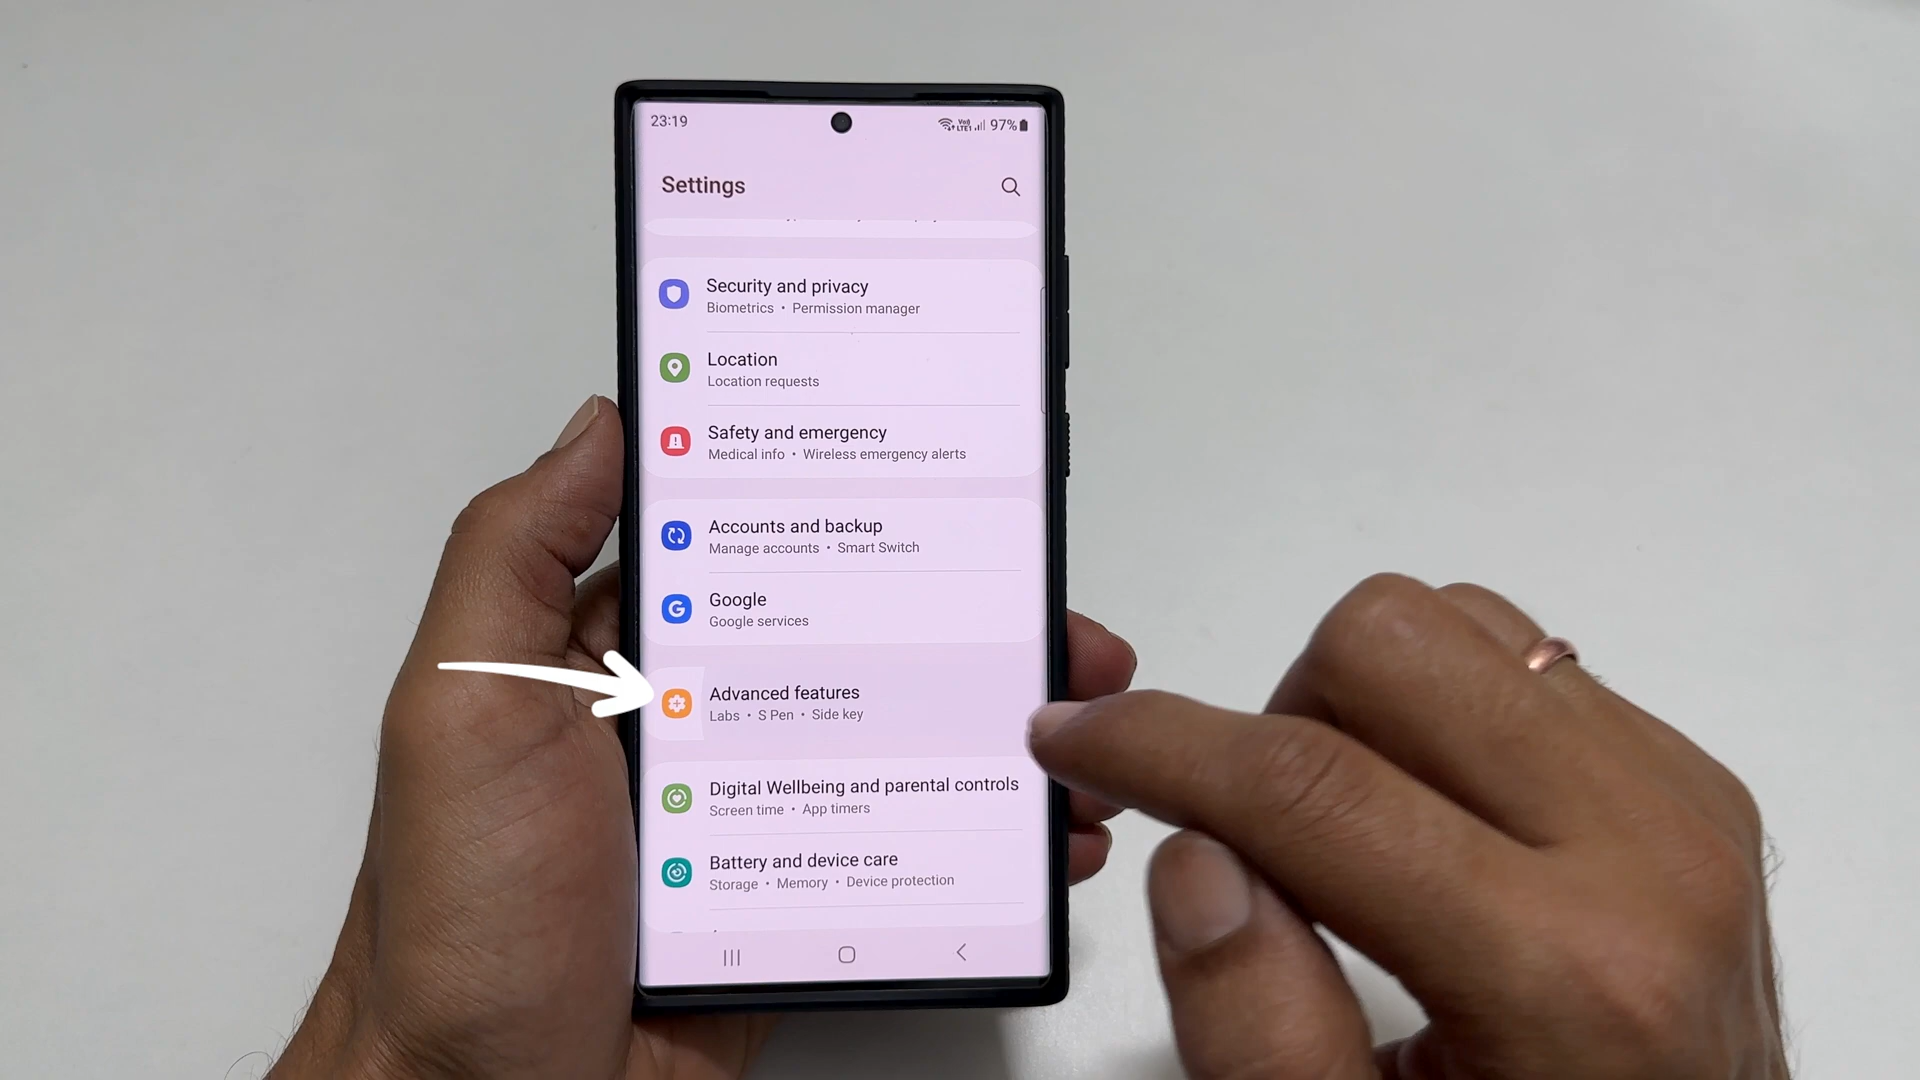 23:19
Vo)) LTE1 97%
Settings
Security and privacy
Biometrics • Permission manager
Location
Location requests
Safety and emergency
Medical info • Wireless emergency alerts
Accounts and backup
Manage accounts • Smart Switch
Google
Google services
Advanced features
Labs • S Pen • Side key
Digital Wellbeing and parental controls
Screen time • App timers
Battery and device care
Storage • Memory • Device protection